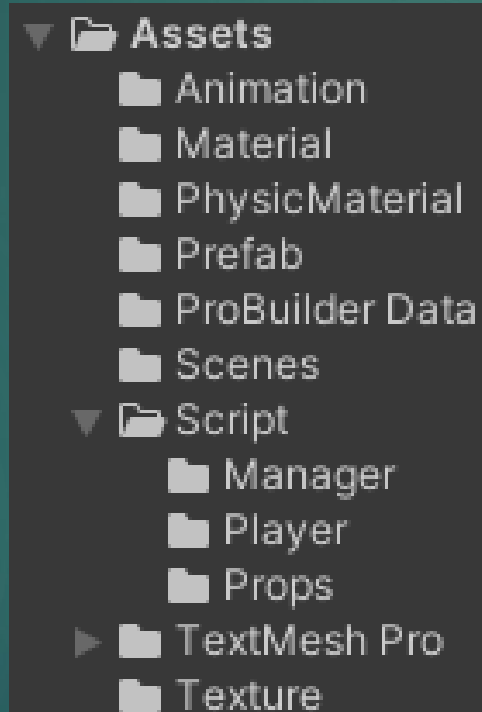 Assets
Animation
Material
PhysicMaterial
Prefab
ProBuilder Data
Scenes
Script
Manager
Player
Props
TextMesh Pro
Texture